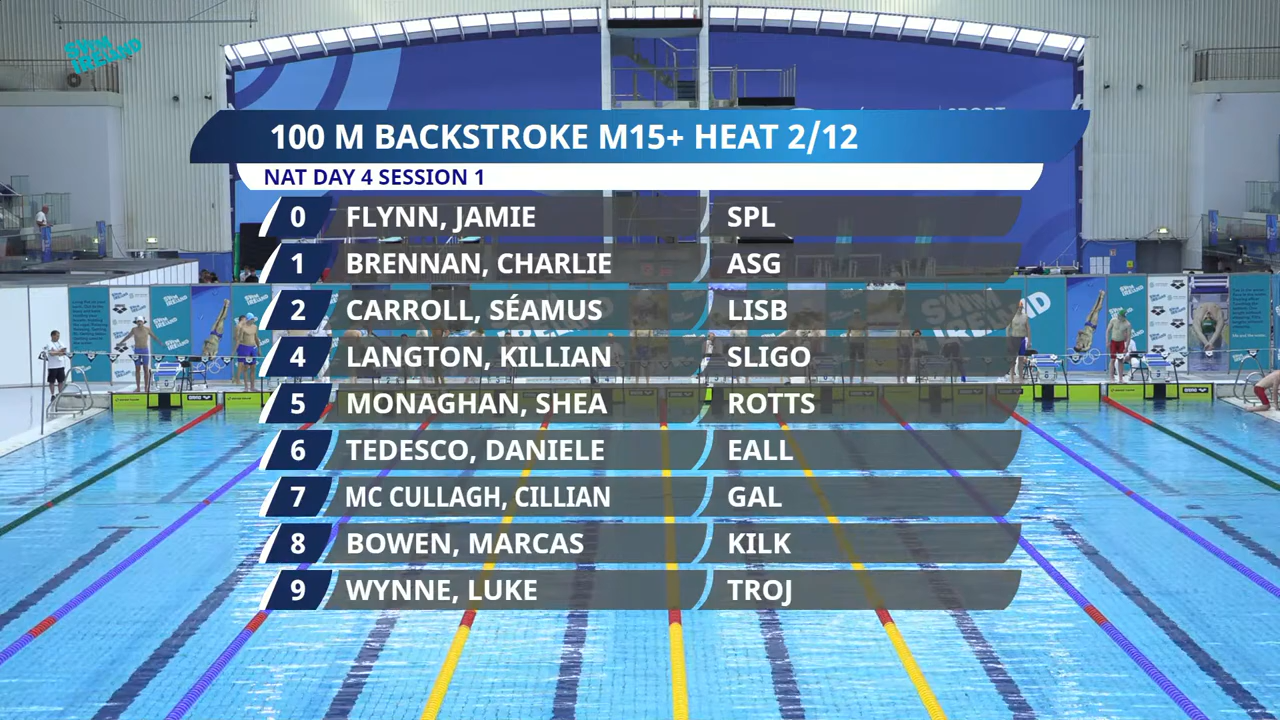 SWIM
IRELAND
SPORT
100 M BACKSTROKE M15+ HEAT 2/12
NAT DAY 4 SESSION 1
0 FLYNN, JAMIE SPL
1 BRENNAN, CHARLIE ASG
2 CARROLL, SÉAMUS LISB
4 LANGTON, KILLIAN SLIGO
5 MONAGHAN, SHEA ROTTS
6 TEDESCO, DANIELE EALL
7 MC CULLAGH, CILLIAN GAL
8 BOWEN, MARCAS KILK
9 WYNNE, LUKE TROJ